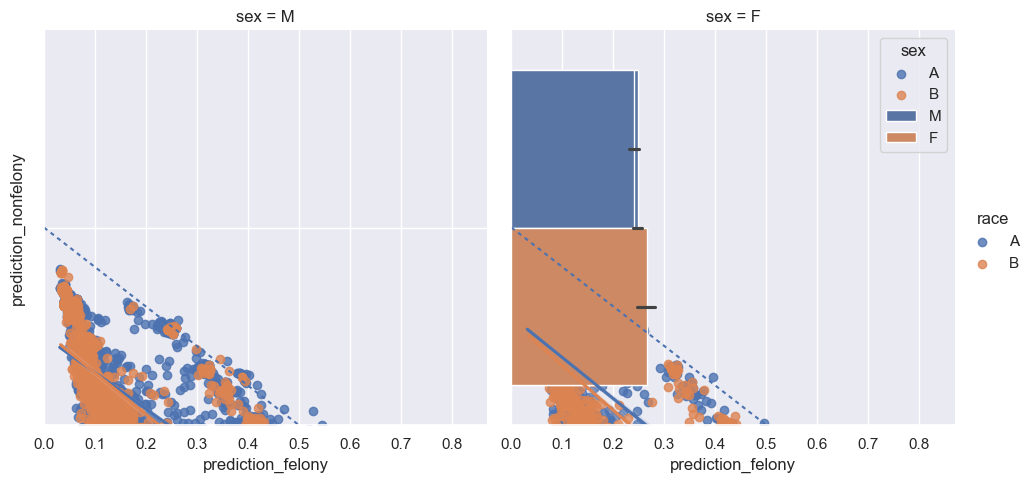 sex = M
sex = F
prediction_nonfelony
0.0 0.1 0.2 0.3 0.4 0.5 0.6 0.7 0.8
prediction_felony
0.0 0.1 0.2 0.3 0.4 0.5 0.6 0.7 0.8
prediction_felony
sex
A
B
M
F
race
A
B